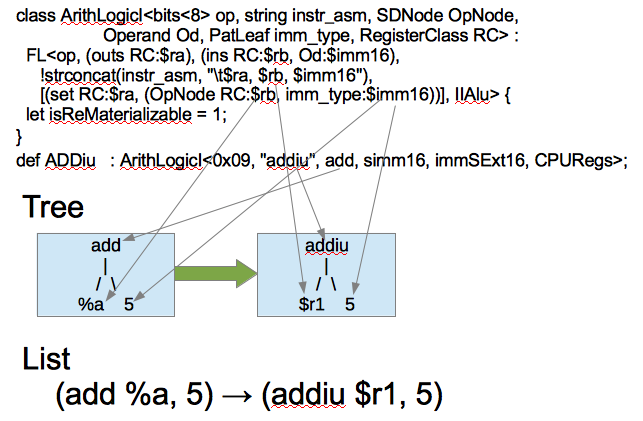 class ArithLogicI<bits<8> op, string instr_asm, SDNode OpNode,
Operand Od, PatLeaf imm_type, RegisterClass RC> :
FL<op, (outs RC:$ra), (ins RC:$rb, Od:$imm16),
!strconcat(instr_asm, "\t$ra, $rb, $imm16"),
[(set RC:$ra, (OpNode RC:$rb, imm_type:$imm16))], IIAlu> {
let isReMaterializable = 1;
}
def ADDiu : ArithLogicI<0x09, "addiu", add, simm16, immSExt16, CPURegs>;
Tree
add addiu
| |
/ \ / \
%a 5 $r1 5
List
(add %a, 5) → (addiu $r1, 5)